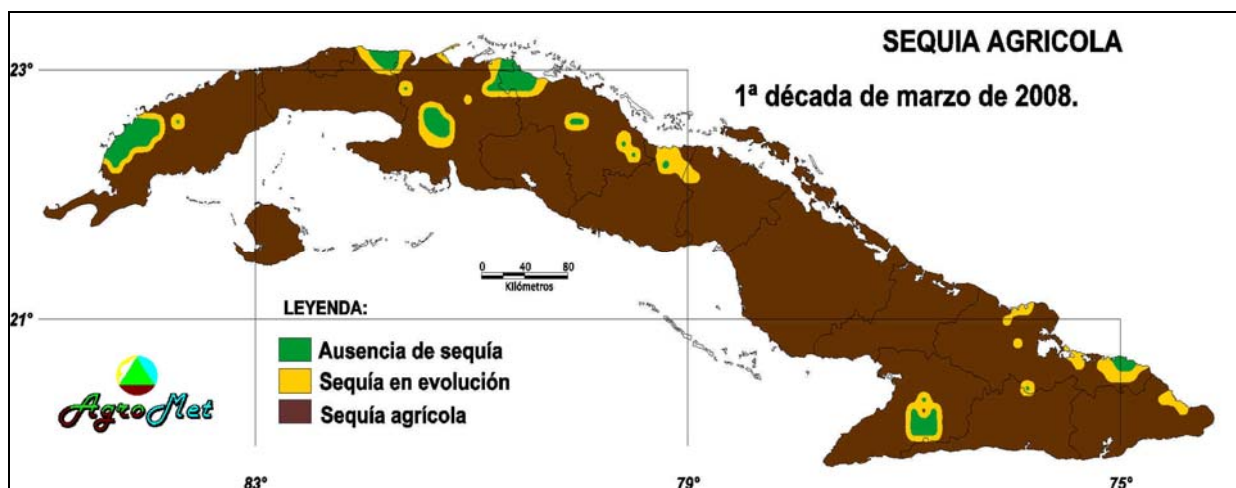 SEQUIA AGRICOLA
1ª década de marzo de 2008.
23°
21°
0 40 80
Kilómetros
LEYENDA:
Ausencia de sequía
Sequía en evolución
Sequía agrícola
AgroMet
83° 79° 75°